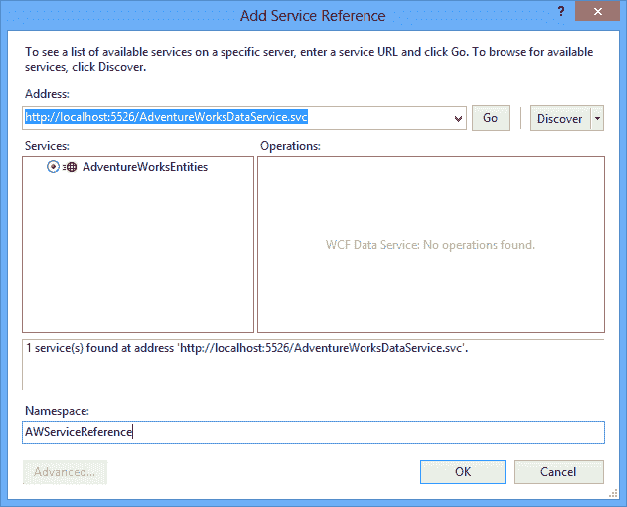 Add Service Reference
?
To see a list of available services on a specific server, enter a service URL and click Go. To browse for available
services, click Discover.
Address:
http://localhost:5526/AdventureWorksDataService.svc
Go
Discover
Services:
Operations:
AdventureWorksEntities
WCF Data Service: No operations found.
1 service(s) found at address 'http://localhost:5526/AdventureWorksDataService.svc'.
Namespace:
AWServiceReference
Advanced...
OK
Cancel